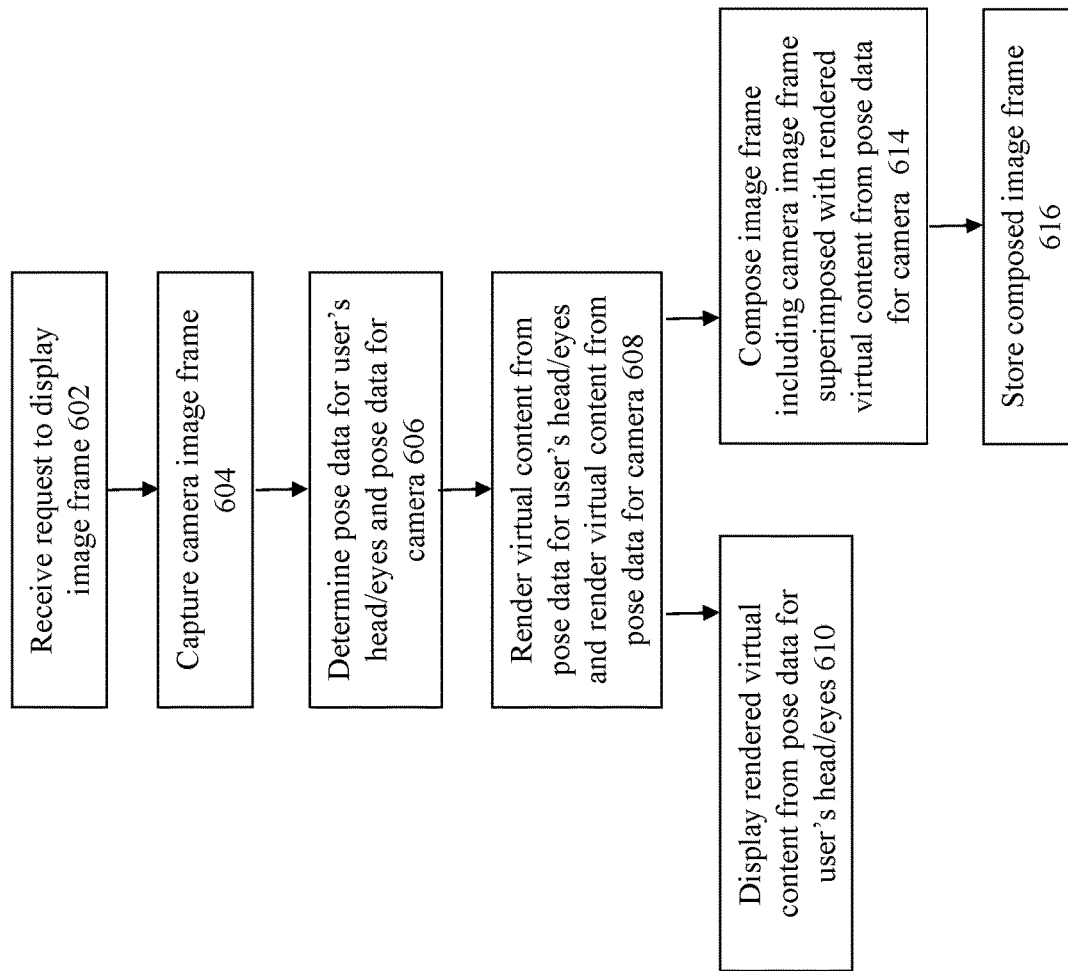 Receive request to display
image frame 602
Capture camera image frame
604
Determine pose data for user's
head/eyes and pose data for
camera 606
Render virtual content from
pose data for user's head/eyes
and render virtual content from
pose data for camera 608
Display rendered virtual
content from pose data for
user's head/eyes 610
Compose image frame
including camera image frame
superimposed with rendered
virtual content from pose data
for camera 614
Store composed image frame
616